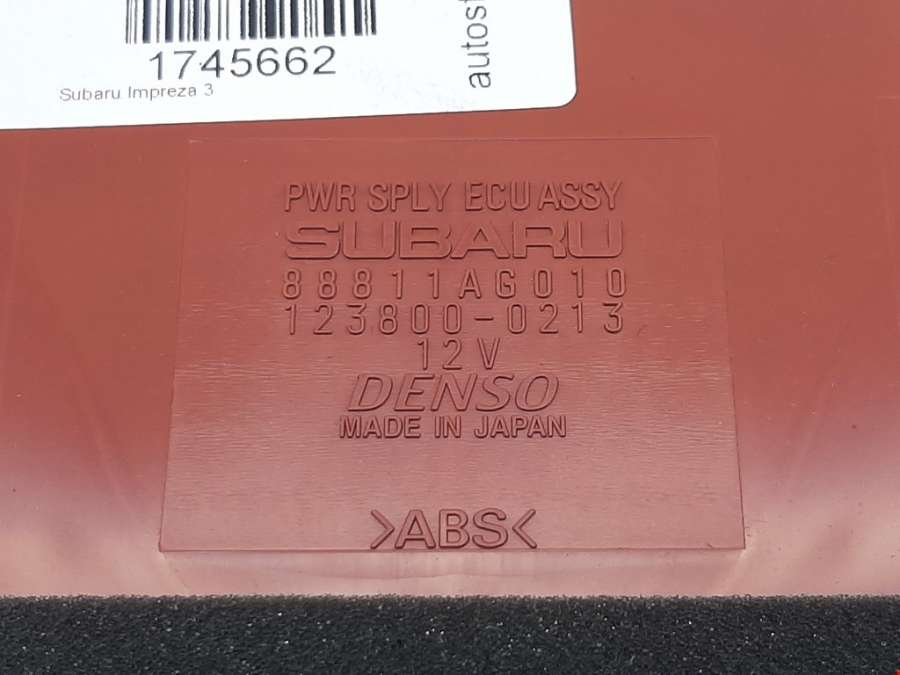 1745662
Subaru Impreza 3
autost
PWR SPLY ECU ASSY
SUBARU
88811AG010
123800-0213
12V
DENSO
MADE IN JAPAN
>ABS<